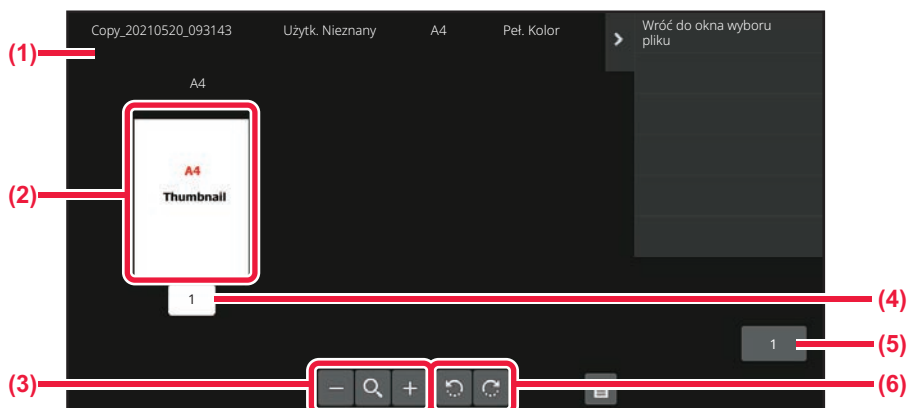 Copy_20210520_093143 Użytk. Nieznany A4 Peł. Kolor
Wróć do okna wyboru
pliku
(1)
A4
A4
Thumbnail
(2)
1
(4)
1
(5)
(3)
(6)